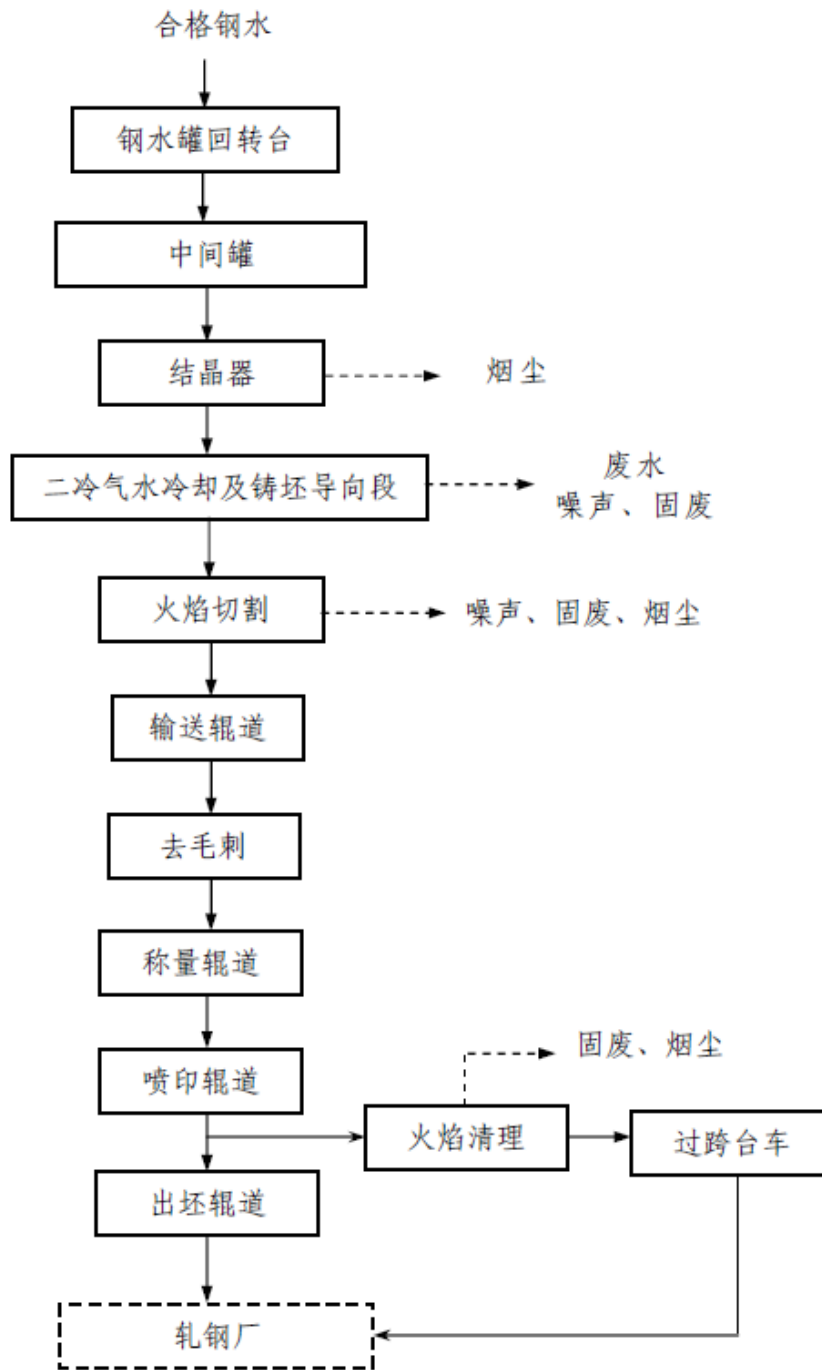 合格钢水
钢水罐回转台
中间罐
结晶器
烟尘
二冷气水冷却及铸坯导向段
废水
噪声、固废
火焰切割
噪声、固废、烟尘
输送辊道
去毛刺
称量辊道
固废、烟尘
喷印辊道
火焰清理
过跨台车
出坯辊道
轧钢厂